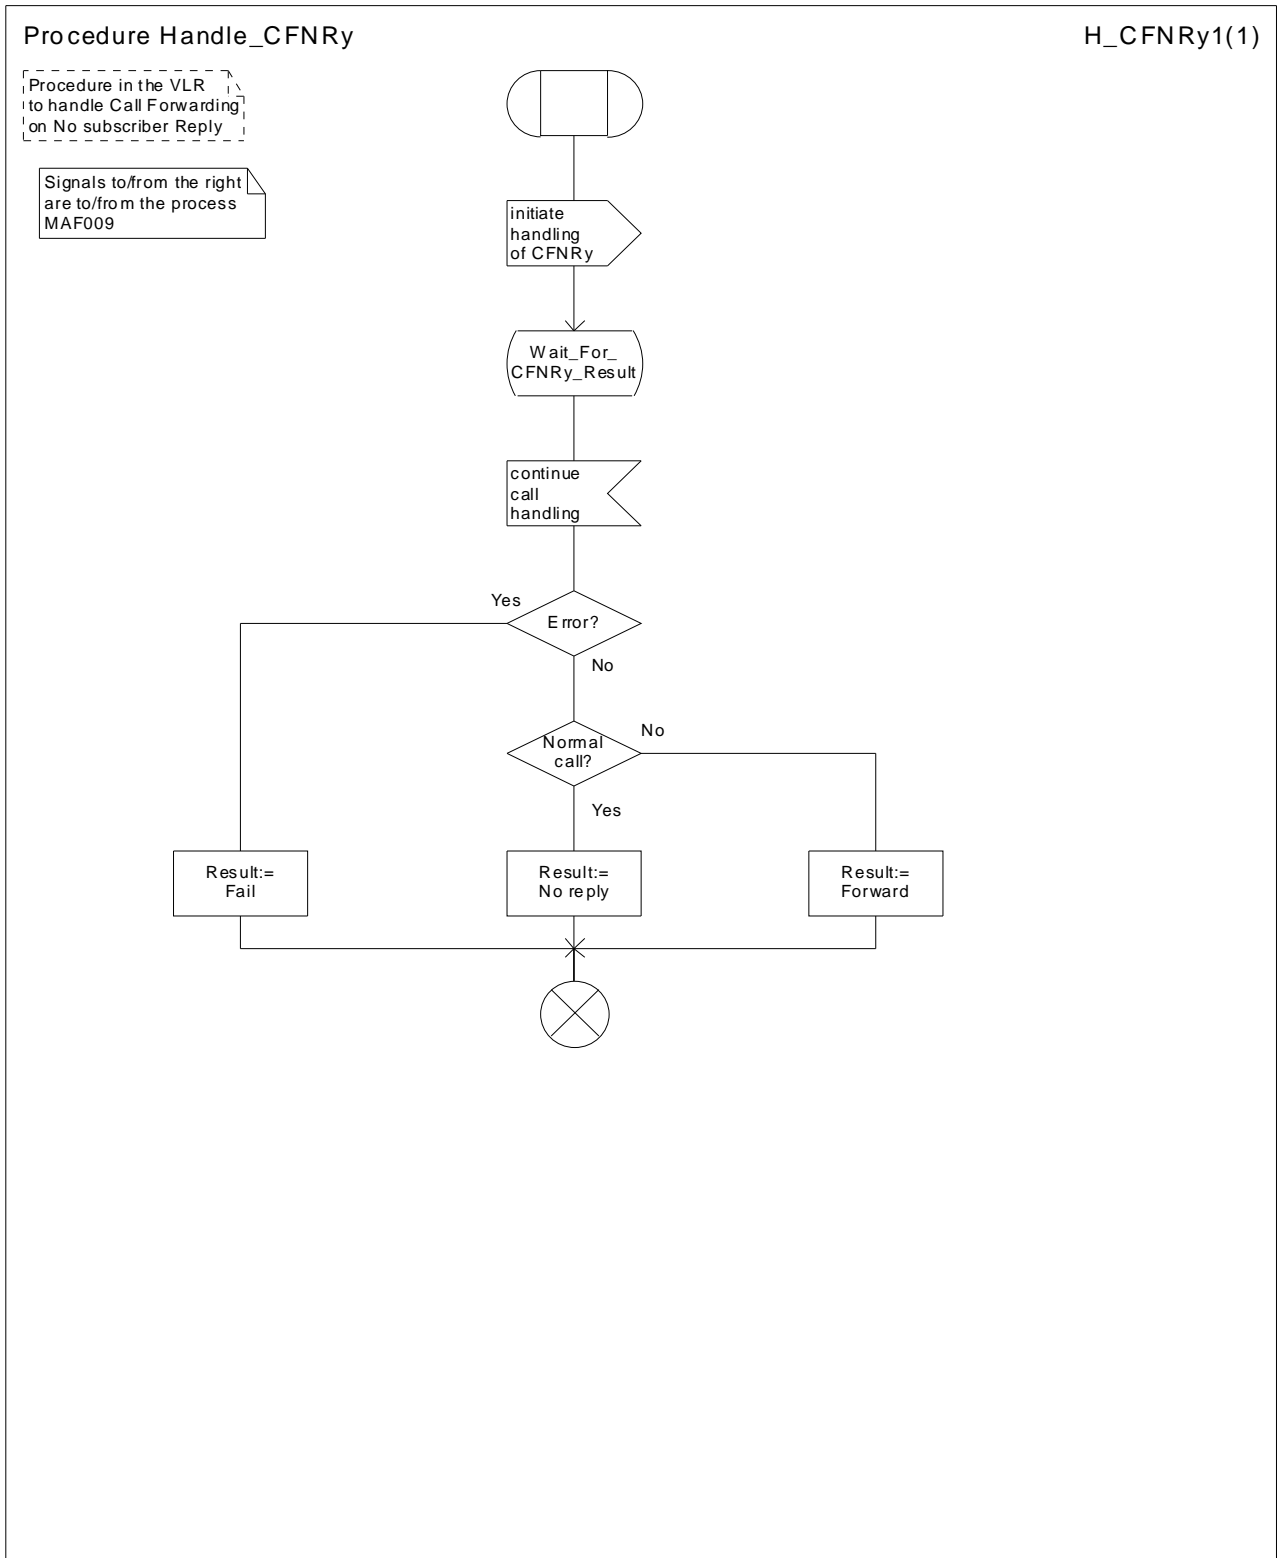 Procedure Handle_CFNRy
H_CFNRy1(1)
Procedure in the VLR
to handle Call Forwarding
on No subscriber Reply
Signals to/from the right
are to/from the process
MAF009
initiate
handling
of CFNRy
Wait_For_
CFNRy_Result
continue
call
handling
Yes
Error?
No
No
Normal
call?
Yes
Result:=
Fail
Result:=
No reply
Result:=
Forward